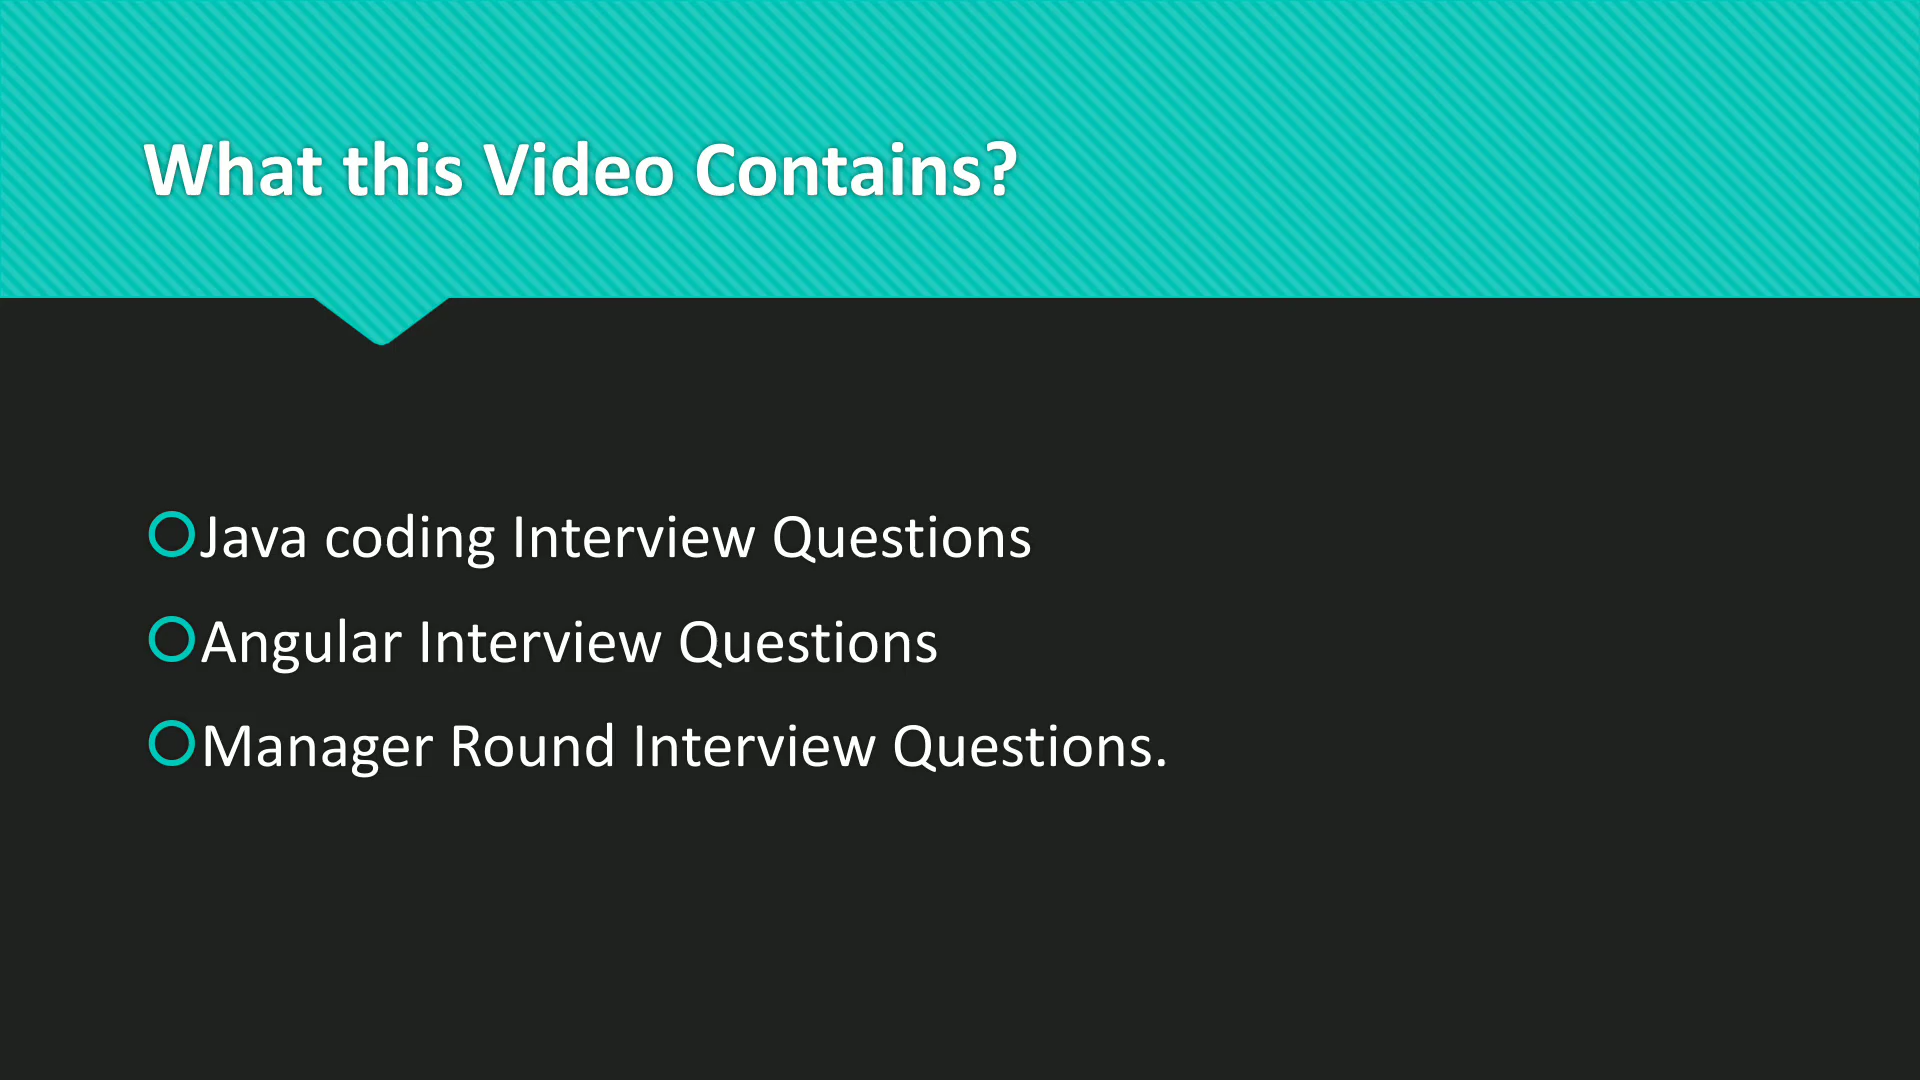 What this Video Contains?
Java coding Interview Questions
Angular Interview Questions
Manager Round Interview Questions.